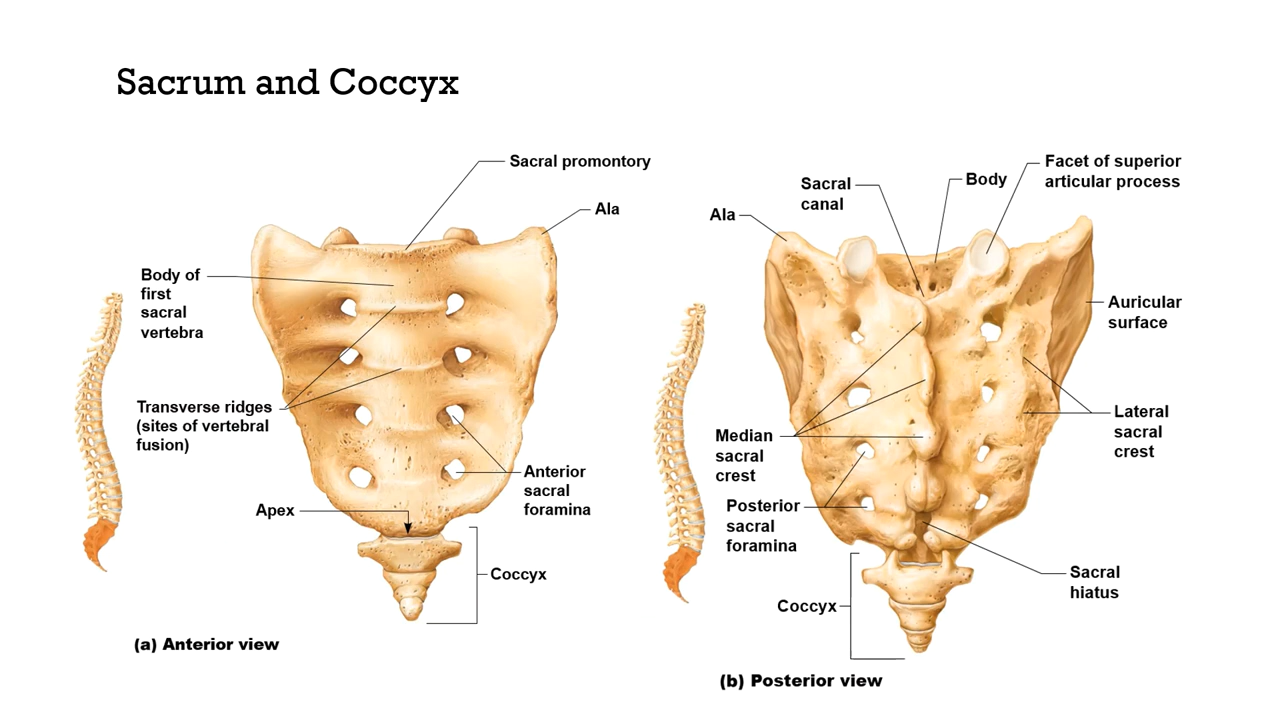 Sacrum and Coccyx
Sacral promontory
Ala
Body of
first
sacral
vertebra
Transverse ridges
(sites of vertebral
fusion)
Anterior
sacral
foramina
Apex
Coccyx
(a) Anterior view
Facet of superior
articular process
Body
Sacral
canal
Ala
Auricular
surface
Lateral
sacral
crest
Median
sacral
crest
Posterior
sacral
foramina
Sacral
hiatus
Coccyx
(b) Posterior view